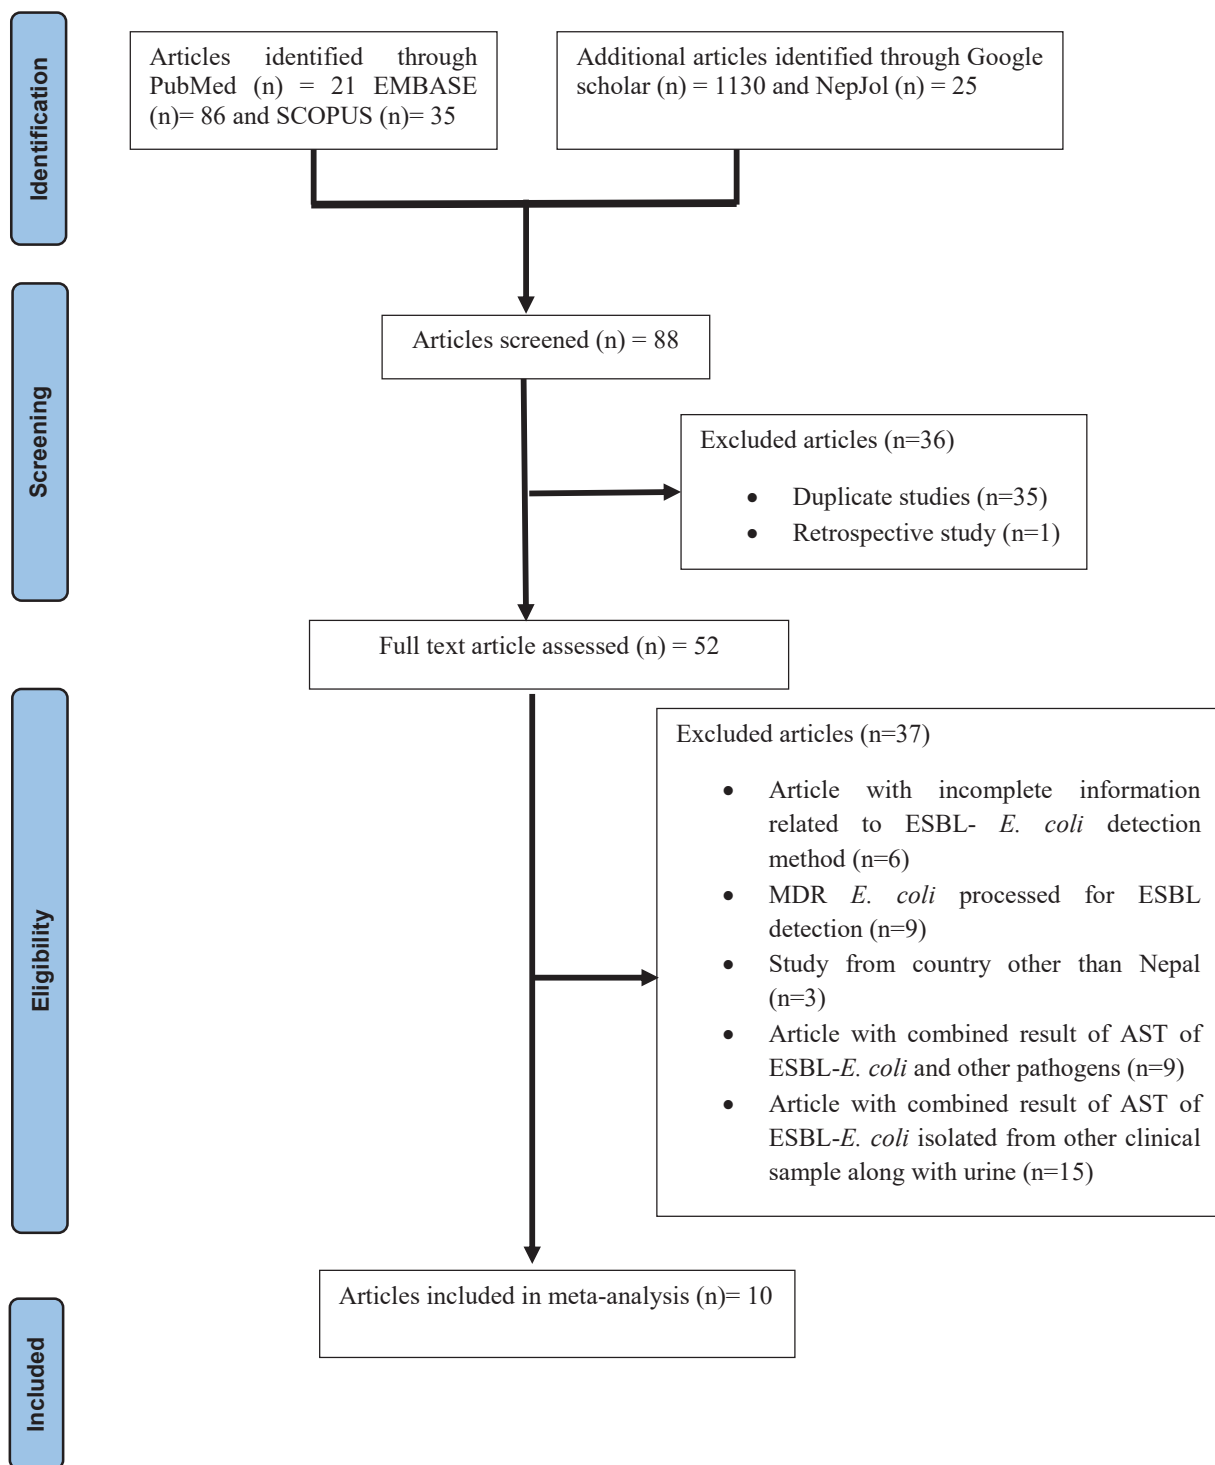 Identification
Articles identified through
PubMed (n) = 21 EMBASE
(n)= 86 and SCOPUS (n)= 35
Additional articles identified through Google
scholar (n) = 1130 and NepJol (n) = 25
Screening
Articles screened (n) = 88
Excluded articles (n=36)
• Duplicate studies (n=35)
• Retrospective study (n=1)
Full text article assessed (n) = 52
Eligibility
Excluded articles (n=37)
• Article with incomplete information
related to ESBL- E. coli detection
method (n=6)
• MDR E. coli processed for ESBL
detection (n=9)
• Study from country other than Nepal
(n=3)
• Article with combined result of AST of
ESBL-E. coli and other pathogens (n=9)
• Article with combined result of AST of
ESBL-E. coli isolated from other clinical
sample along with urine (n=15)
Included
Articles included in meta-analysis (n)= 10